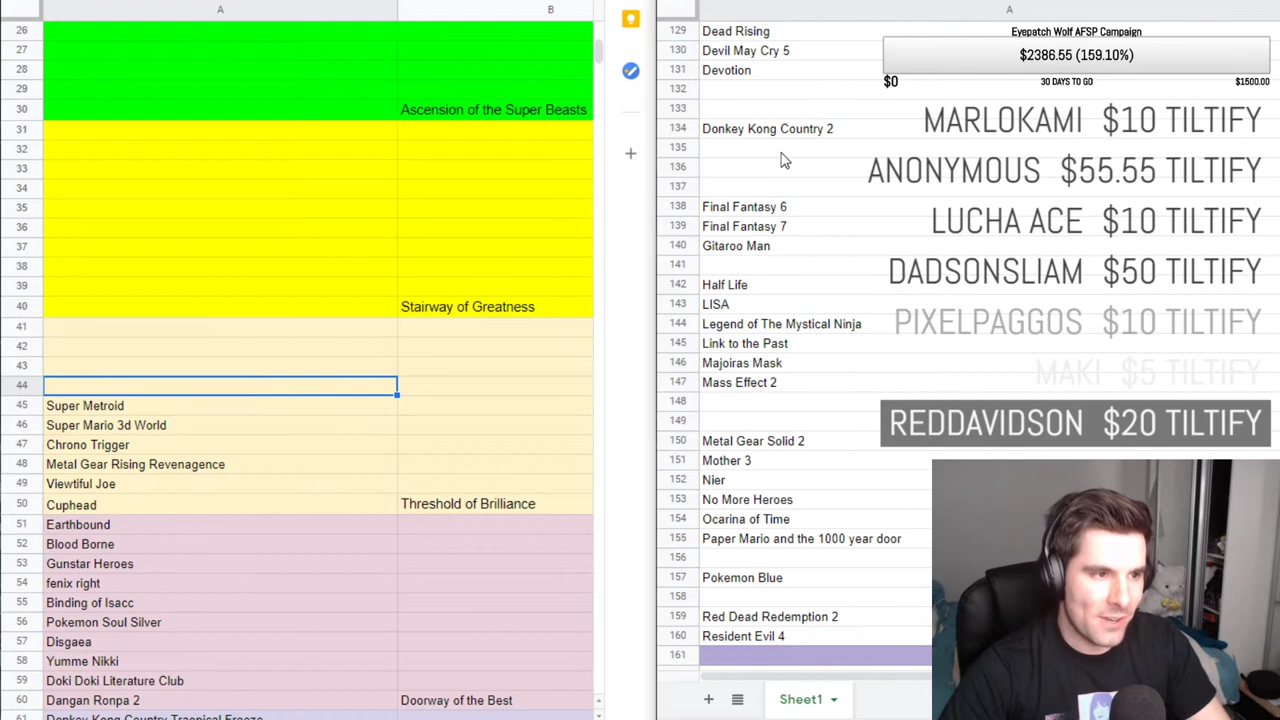 A
B
26
27
28
29
30 Ascension of the Super Beasts
31
32
33
34
35
36
37
38
39
40 Stairway of Greatness
41
42
43
44
45 Super Metroid
46 Super Mario 3d World
47 Chrono Trigger
48 Metal Gear Rising Revenagence
49 Viewtiful Joe
50 Cuphead Threshold of Brilliance
51 Earthbound
52 Blood Borne
53 Gunstar Heroes
54 fenix right
55 Binding of Isacc
56 Pokemon Soul Silver
57 Disgaea
58 Yumme Nikki
59 Doki Doki Literature Club
60 Dangan Ronpa 2 Doorway of the Best
61 Donkey Kong Country Traopical Freeze
A
129 Dead Rising
130 Devil May Cry 5
131 Devotion
132
133
134 Donkey Kong Country 2
135
136
137
138 Final Fantasy 6
139 Final Fantasy 7
140 Gitaroo Man
141
142 Half Life
143 LISA
144 Legend of The Mystical Ninja
145 Link to the Past
146 Majoiras Mask
147 Mass Effect 2
148
149
150 Metal Gear Solid 2
151 Mother 3
152 Nier
153 No More Heroes
154 Ocarina of Time
155 Paper Mario and the 1000 year door
156
157 Pokemon Blue
158
159 Red Dead Redemption 2
160 Resident Evil 4
161
Sheet1
Eyepatch Wolf AFSP Campaign
$2386.55 (159.10%)
$0 30 DAYS TO GO $1500.00
MARLOKAMI $10 TILTIFY
ANONYMOUS $55.55 TILTIFY
LUCHA ACE $10 TILTIFY
DADSONSLIAM $50 TILTIFY
PIXELPAGGOS $10 TILTIFY
MAKI $5 TILTIFY
REDDAVIDSON $20 TILTIFY